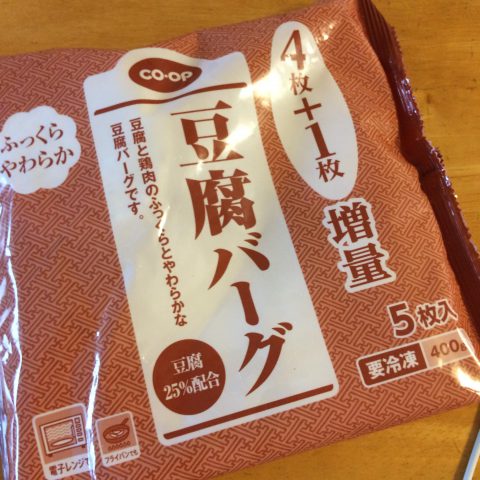 CO·OP
豆腐バーグ
豆腐と鶏肉のふっくらとやわらかな
豆腐バーグです。
ふっくら
やわらか
4枚+1枚
増量
5枚入
要冷凍 400g
豆腐
25%配合
電子レンジで
フライパンでも